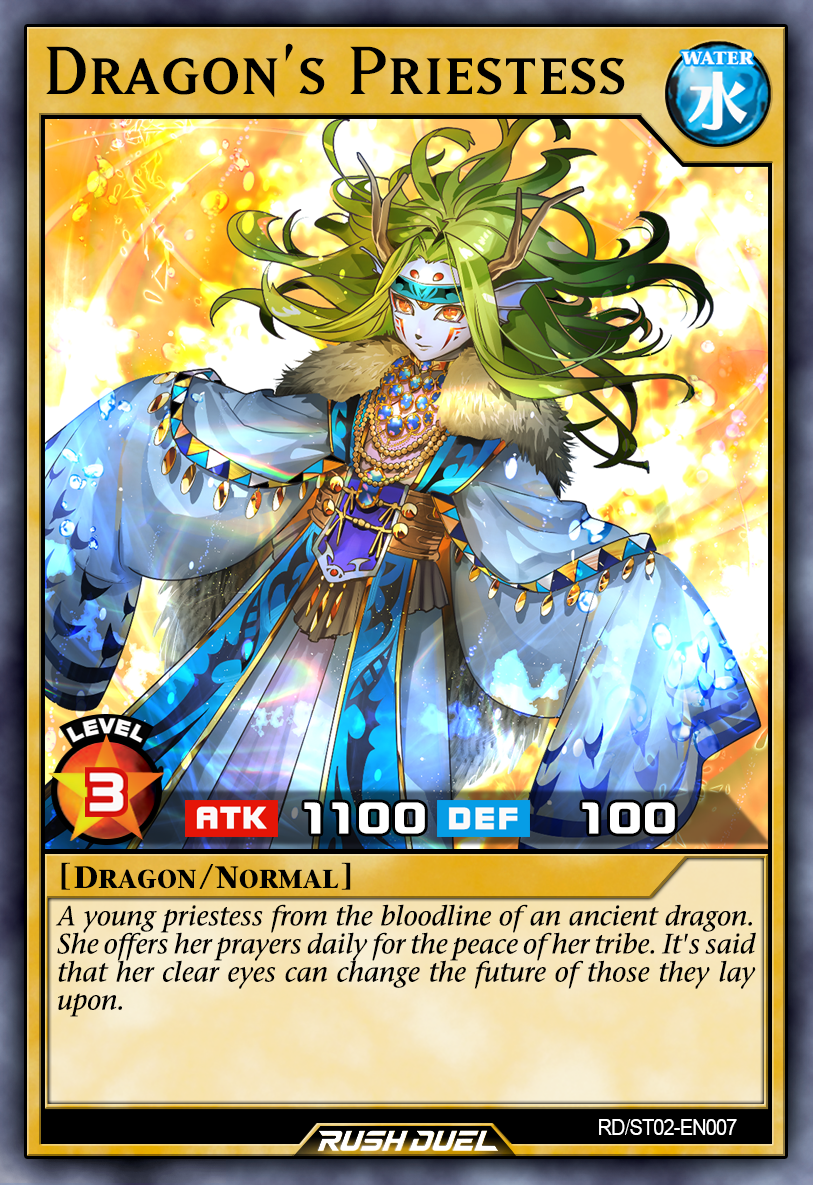 Dragon's Priestess
WATER
水
LEVEL
3
ATK 1100 DEF 100
[Dragon/Normal]
A young priestess from the bloodline of an ancient dragon.
She offers her prayers daily for the peace of her tribe. It's said
that her clear eyes can change the future of those they lay
upon.
RD/ST02-EN007
RUSH DUEL